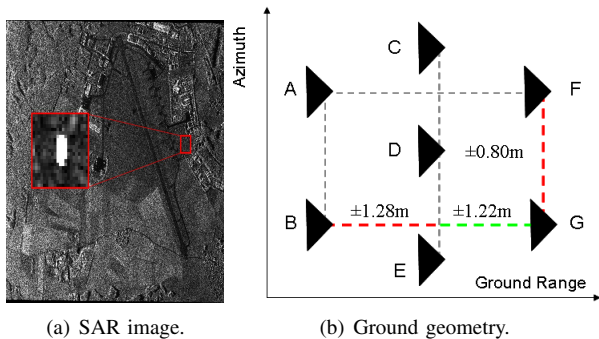 Azimuth
C
A
F
D
±0.80m
±1.28m
±1.22m
B
G
E
Ground Range
(a) SAR image.
(b) Ground geometry.